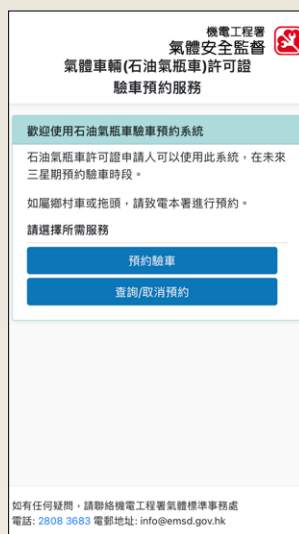 機電工程署
氣體安全監督
氣體車輛(石油氣瓶車)許可證
驗車預約服務
歡迎使用石油氣瓶車驗車預約系統
石油氣瓶車許可證申請人可以使用此系統，在未來
三星期預約驗車時段。
如屬鄉村車或拖頭，請致電本署進行預約。
請選擇所需服務
預約驗車
查詢/取消預約
如有任何疑問，請聯絡機電工程署氣體標準事務處
電話: 2808 3683 電郵地址: info@emsd.gov.hk